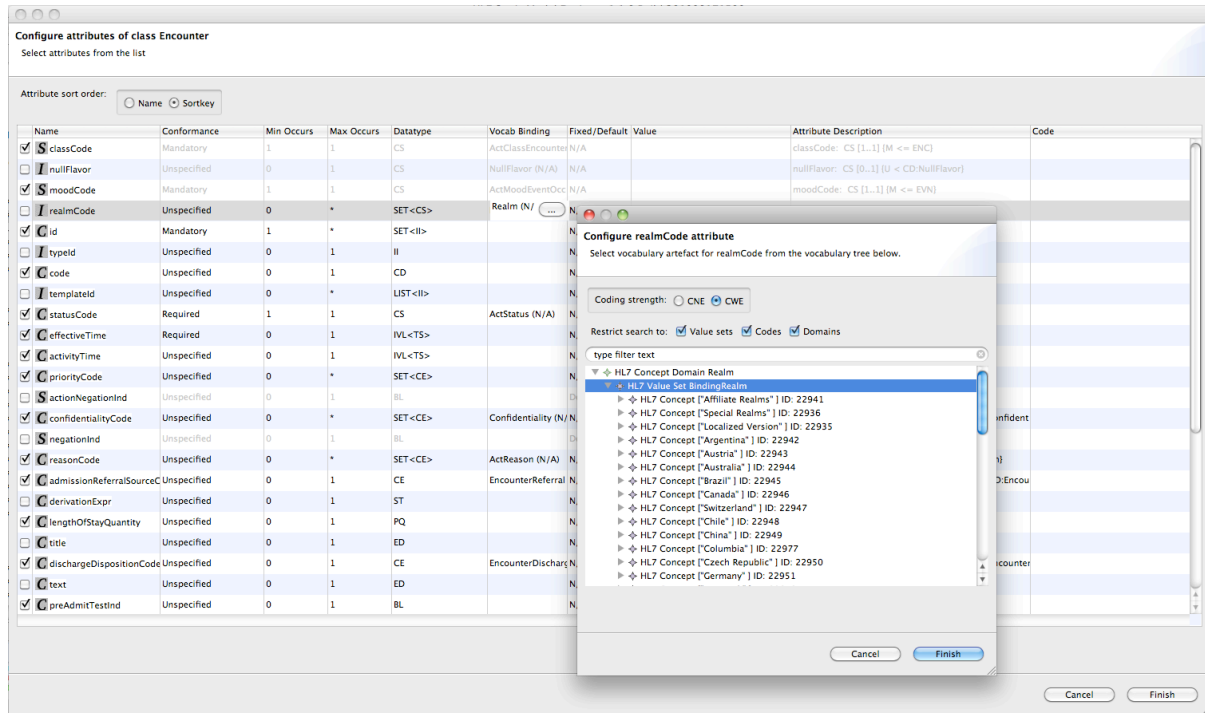 Configure attributes of class Encounter
Select attributes from the list
Attribute sort order: Name Sortkey
Name Conformance Min Occurs Max Occurs Datatype Vocab Binding Fixed/Default Value Attribute Description Code
S classCode Mandatory 1 1 CS ActClassEncounter N/A classCode: CS [1..1] {M <= ENC}
I nullFlavor Unspecified 0 1 CS NullFlavor (N/A) N/A nullFlavor: CS [0..1] {U < CD:NullFlavor}
S moodCode Mandatory 1 1 CS ActMoodEventOcc N/A moodCode: CS [1..1] {M <= EVN}
I realmCode Unspecified 0 * SET<CS> Realm (N/ ... N
C id Mandatory 1 * SET<II> N
I typeId Unspecified 0 1 II N
C code Unspecified 0 1 CD N
I templateId Unspecified 0 * LIST<II> N
C statusCode Required 1 1 CS ActStatus (N/A) N
C effectiveTime Required 0 1 IVL<TS> N
C activityTime Unspecified 0 1 IVL<TS> N
C priorityCode Unspecified 0 * SET<CE> N
S actionNegationInd Unspecified 0 1 BL
C confidentialityCode Unspecified 0 * SET<CE> Confidentiality (N/ N onfident
S negationInd Unspecified 0 1 BL
C reasonCode Unspecified 0 * SET<CE> ActReason (N/A) N
C admissionReferralSourceC Unspecified 0 1 CE EncounterReferral N D:Encou
C derivationExpr Unspecified 0 1 ST N
C lengthOfStayQuantity Unspecified 0 1 PQ N
C title Unspecified 0 1 ED N
C dischargeDispositionCode Unspecified 0 1 CE EncounterDischarg N ncounter
C text Unspecified 0 1 ED N
C preAdmitTestInd Unspecified 0 1 BL N
Cancel Finish
Configure realmCode attribute
Select vocabulary artefact for realmCode from the vocabulary tree below.
Coding strength: CNE CWE
Restrict search to: Value sets Codes Domains
type filter text
HL7 Concept Domain Realm
HL7 Value Set BindingRealm
HL7 Concept ["Affiliate Realms" ] ID: 22941
HL7 Concept ["Special Realms" ] ID: 22936
HL7 Concept ["Localized Version" ] ID: 22935
HL7 Concept ["Argentina" ] ID: 22942
HL7 Concept ["Austria" ] ID: 22943
HL7 Concept ["Australia" ] ID: 22944
HL7 Concept ["Brazil" ] ID: 22945
HL7 Concept ["Canada" ] ID: 22946
HL7 Concept ["Switzerland" ] ID: 22947
HL7 Concept ["Chile" ] ID: 22948
HL7 Concept ["China" ] ID: 22949
HL7 Concept ["Columbia" ] ID: 22977
HL7 Concept ["Czech Republic" ] ID: 22950
HL7 Concept ["Germany" ] ID: 22951
Cancel Finish